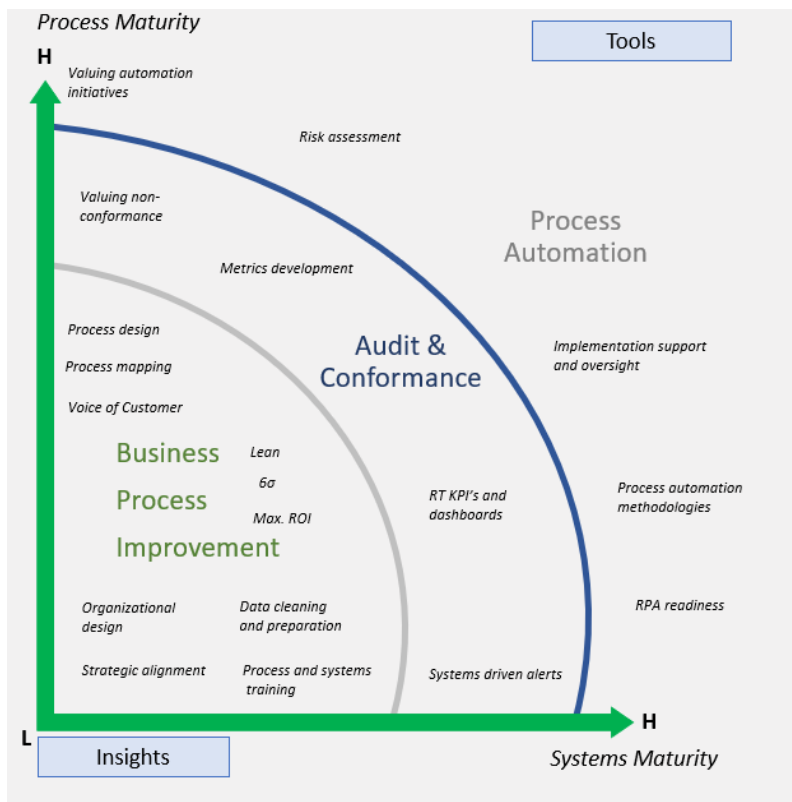 Process Maturity
Tools
H
Valuing automation
initiatives
Risk assessment
Valuing non-
conformance
Process
Automation
Metrics development
Process design
Audit &
Conformance
Implementation support
and oversight
Process mapping
Voice of Customer
Business
Process
Improvement
Lean
6σ
Max. ROI
RT KPI's and
dashboards
Process automation
methodologies
Organizational
design
Data cleaning
and preparation
RPA readiness
Strategic alignment
Process and systems
training
Systems driven alerts
L
H
Insights
Systems Maturity